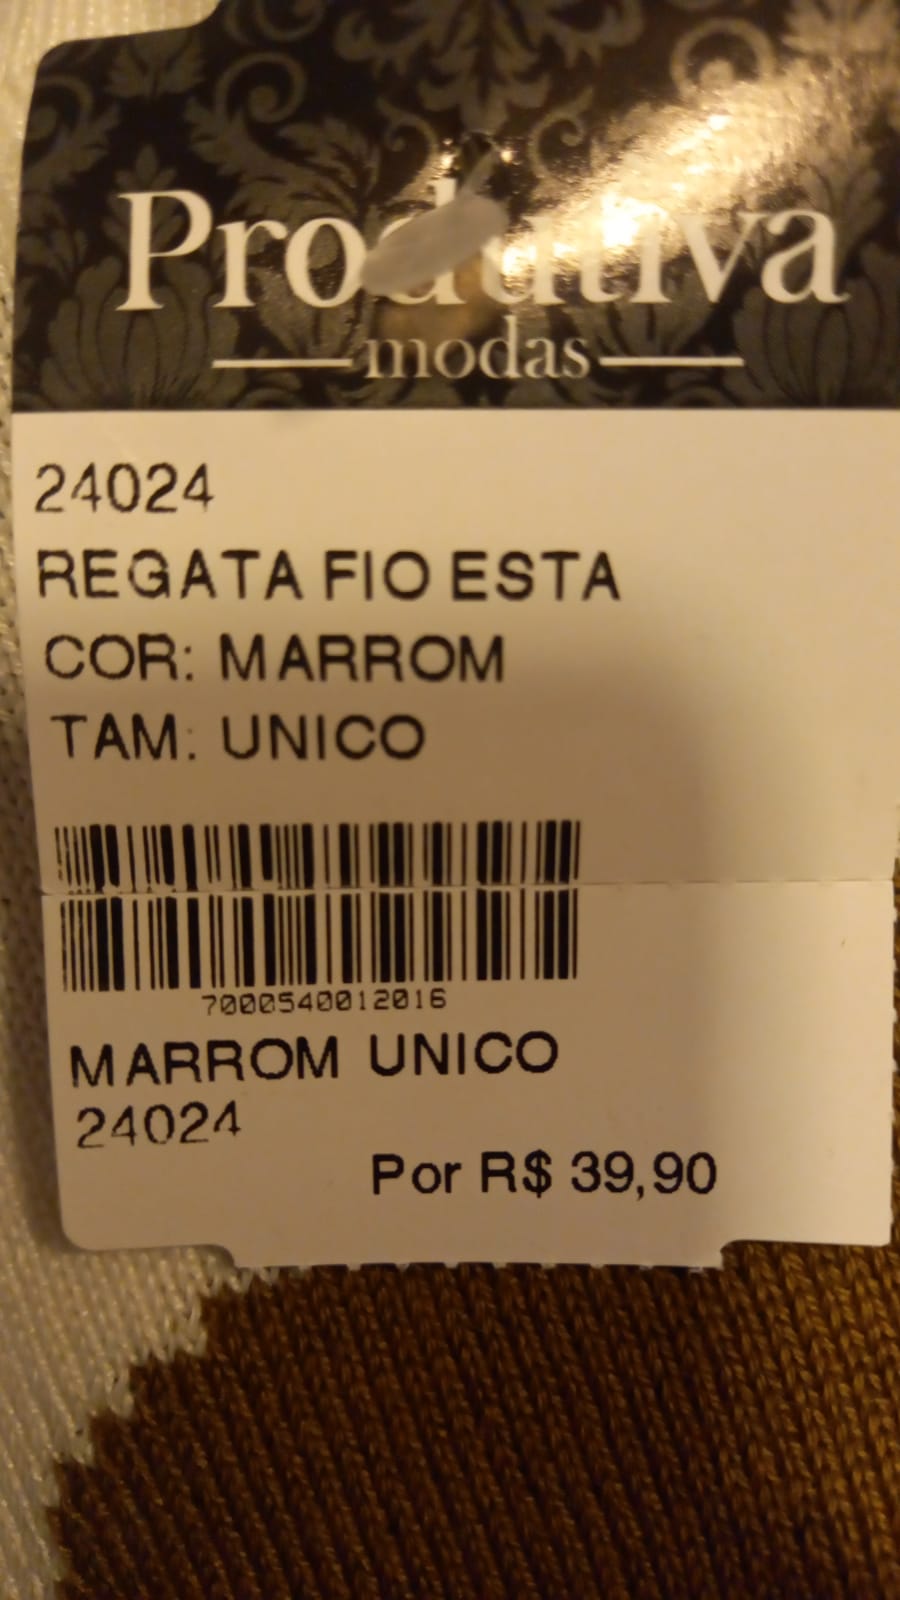 Produtiva
modas
24024
REGATA FIO ESTA
COR: MARROM
TAM: UNICO
7000540012016
MARROM UNICO
24024
Por R$ 39,90